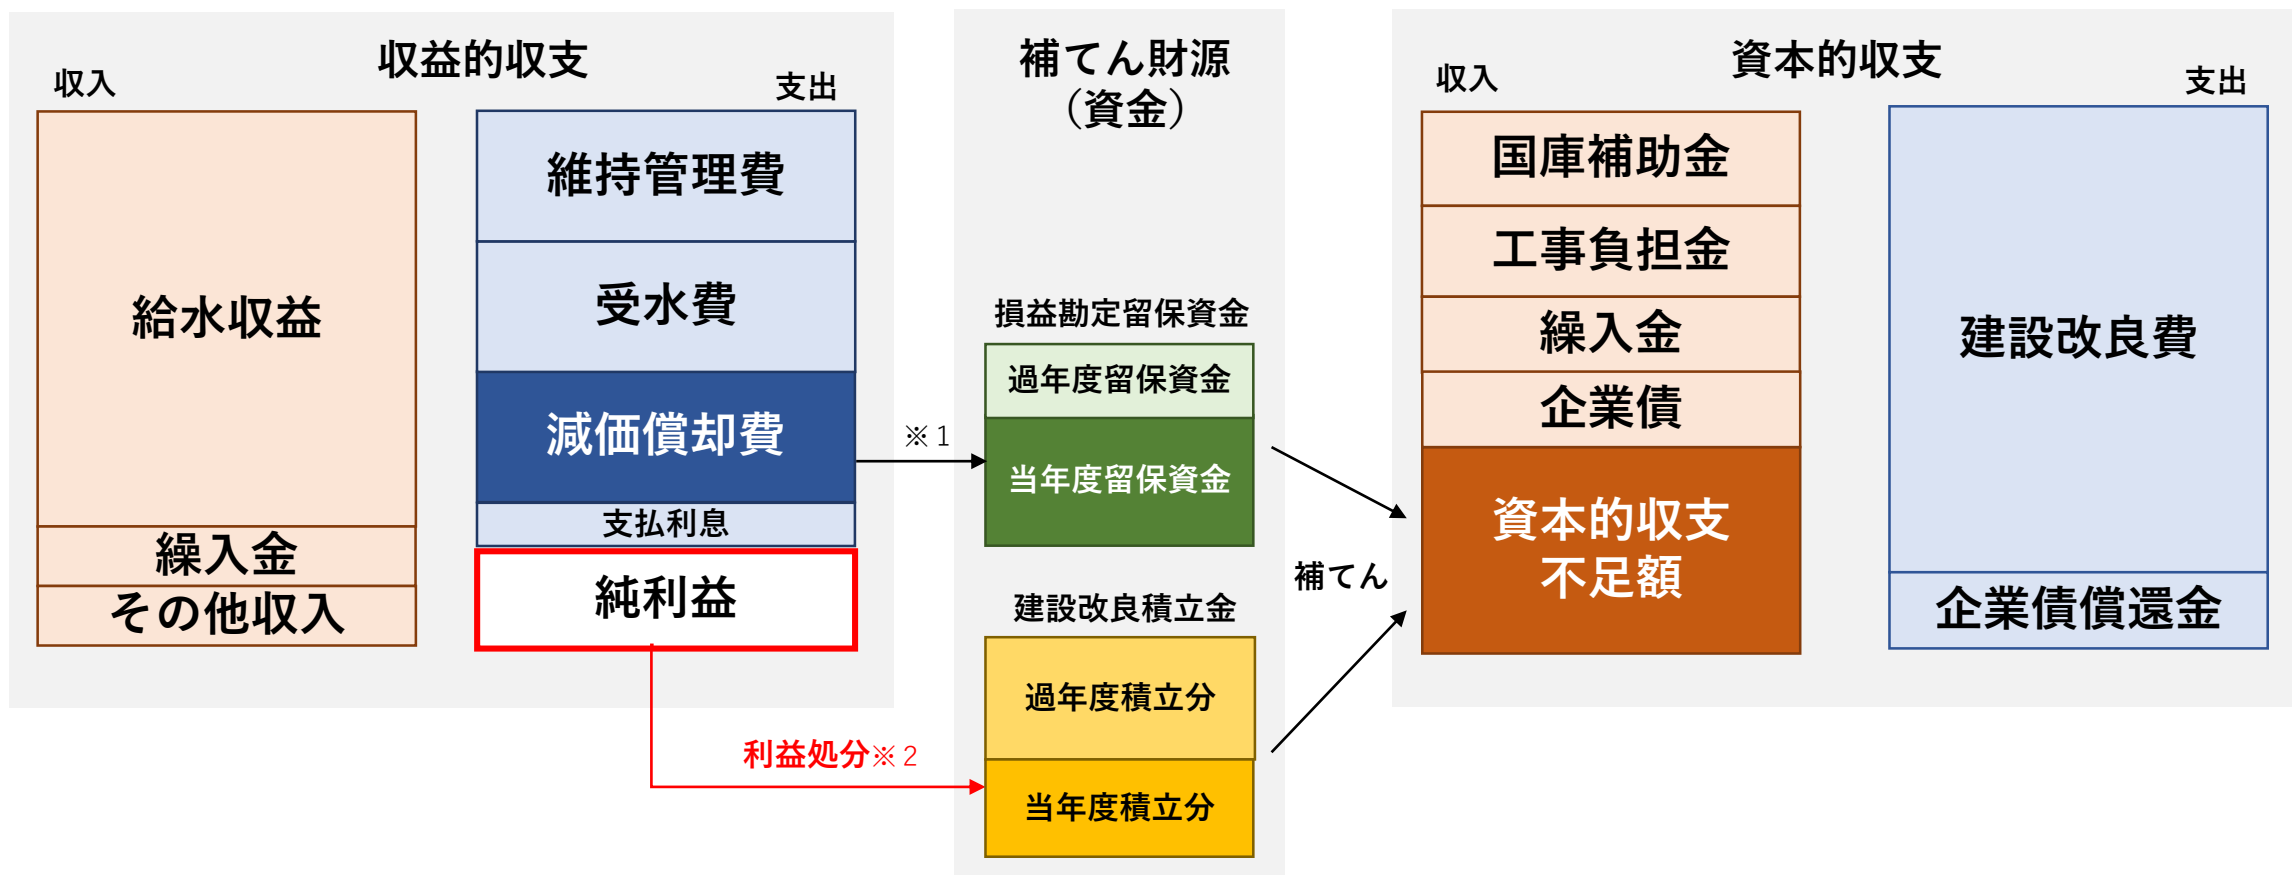 収益的収支
収入
支出
給水収益
繰入金
その他収入
維持管理費
受水費
減価償却費
支払利息
純利益
※1
利益処分※2
補てん財源
（資金）
損益勘定留保資金
過年度留保資金
当年度留保資金
建設改良積立金
過年度積立分
当年度積立分
補てん
資本的収支
収入
支出
国庫補助金
工事負担金
繰入金
企業債
資本的収支
不足額
建設改良費
企業債償還金